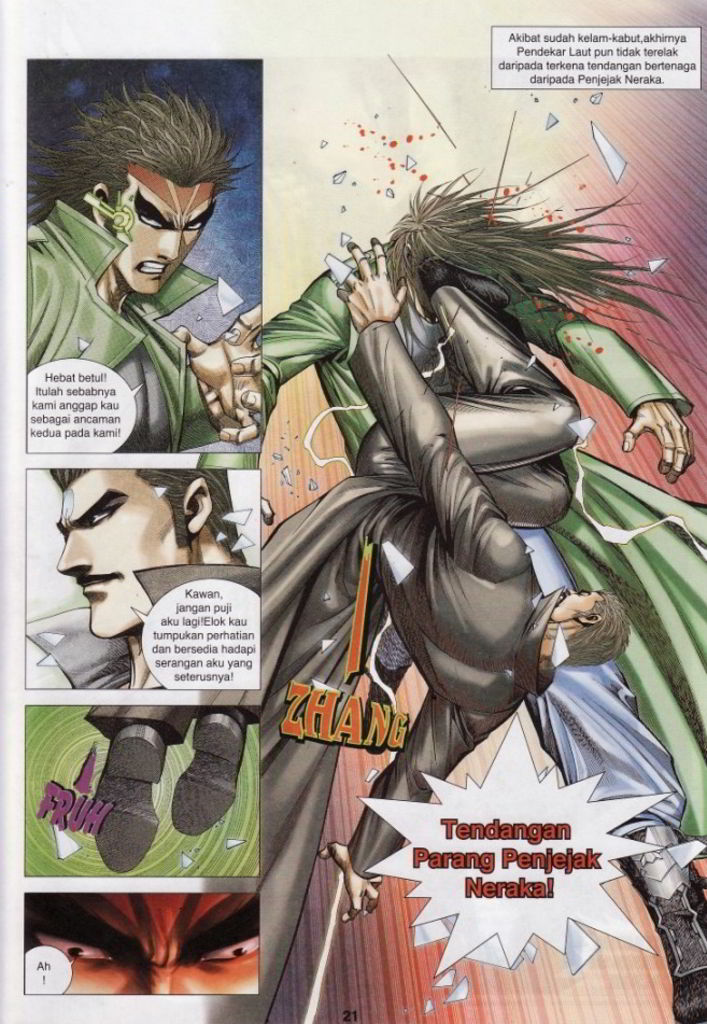 Akibat sudah kelam-kabut,akhirnya
Pendekar Laut pun tidak terelak
daripada terkena tendangan bertenaga
daripada Penjejak Neraka.
Hebat betul!
Itulah sebabnya
kami anggap kau
sebagai ancaman
kedua pada kami!
Kawan,
jangan puji
aku lagi!Elok kau
tumpukan perhatian
dan bersedia hadapi
serangan aku yang
seterusnya!
FRUH
!
Ah
!
ZHANG
!
Tendangan
Parang Penjejak
Neraka!
21